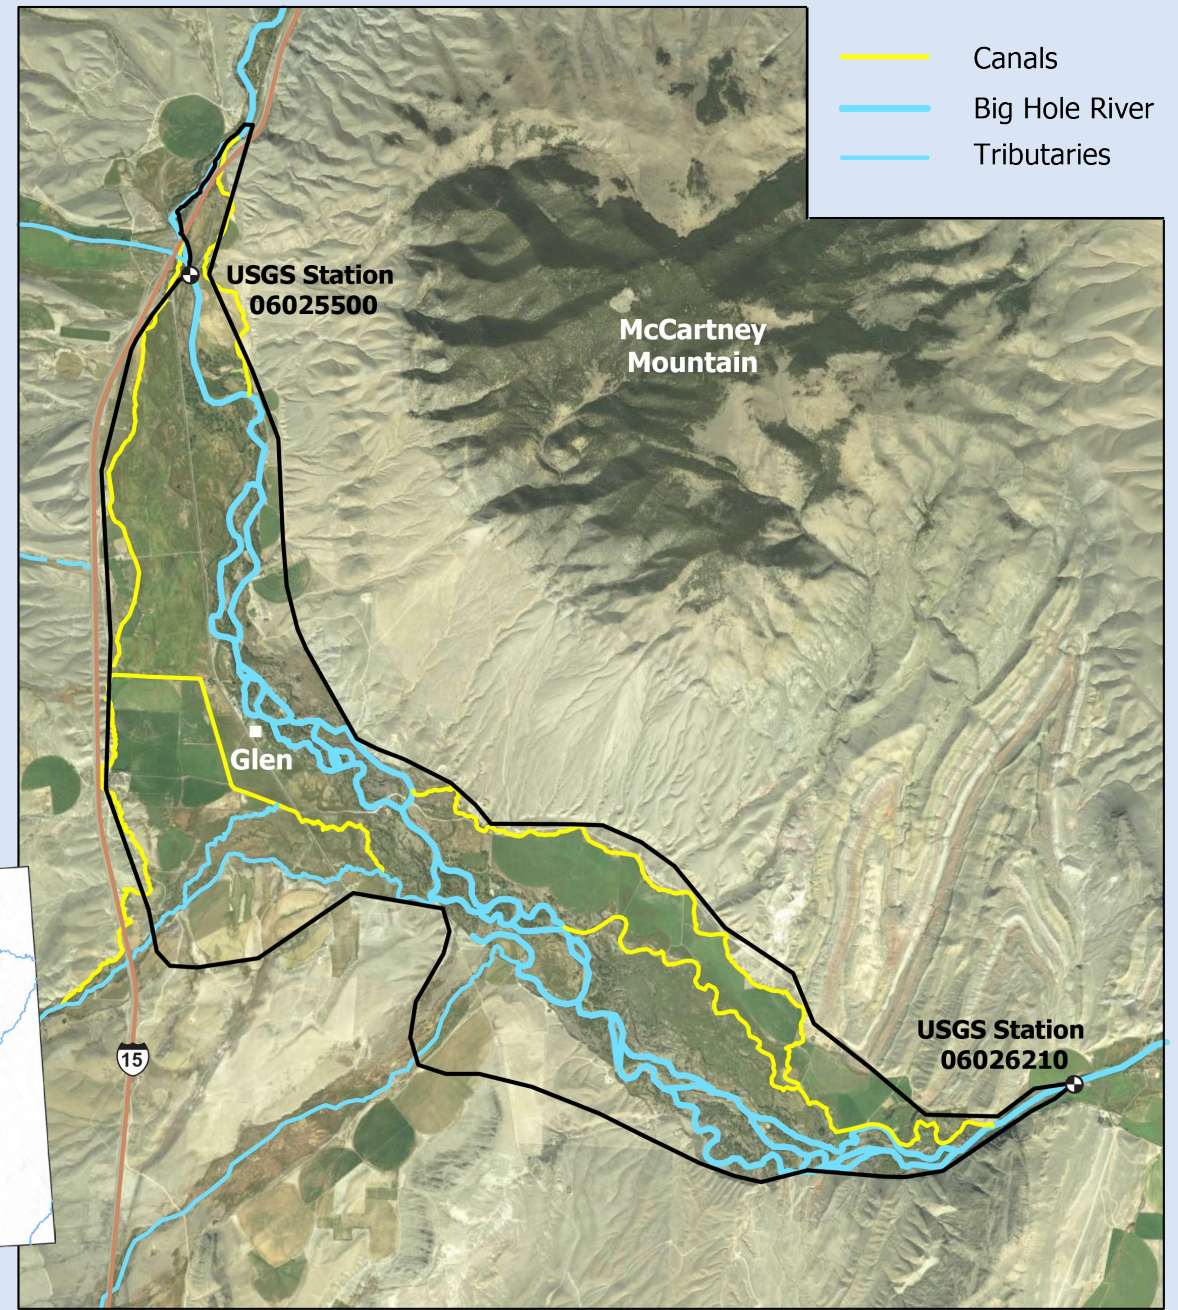 Canals
Big Hole River
Tributaries
USGS Station
06025500
McCartney
Mountain
Glen
USGS Station
06026210
15